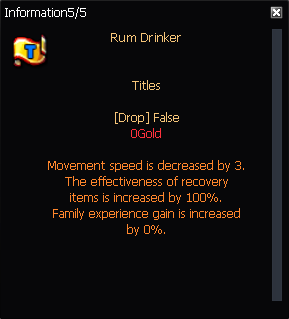 Information5/5
Rum Drinker
T
Titles
[Drop] False
0Gold
Movement speed is decreased by 3.
The effectiveness of recovery
items is increased by 100%.
Family experience gain is increased
by 0%.